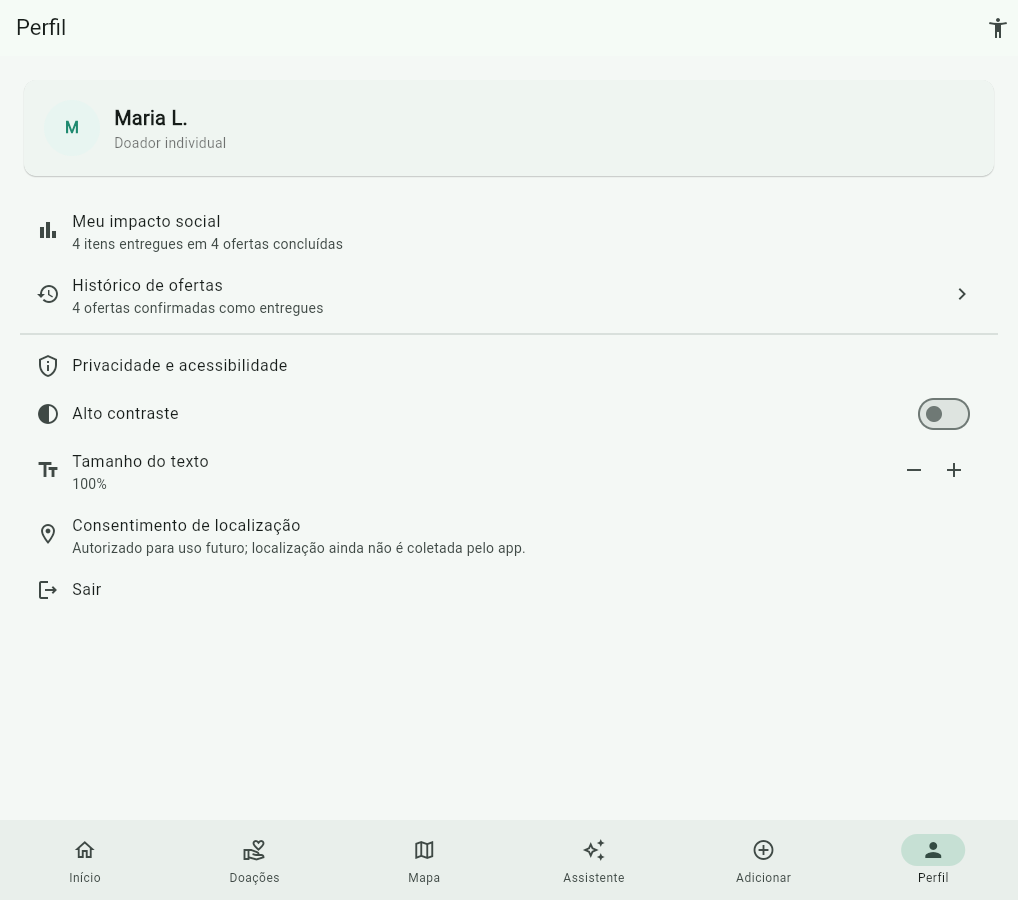 Perfil
M
Maria L.
Doador individual
Meu impacto social
4 itens entregues em 4 ofertas concluídas
Histórico de ofertas
4 ofertas confirmadas como entregues
Privacidade e acessibilidade
Alto contraste
Tamanho do texto
100%
Consentimento de localização
Autorizado para uso futuro; localização ainda não é coletada pelo app.
Sair
Início
Doações
Mapa
Assistente
Adicionar
Perfil